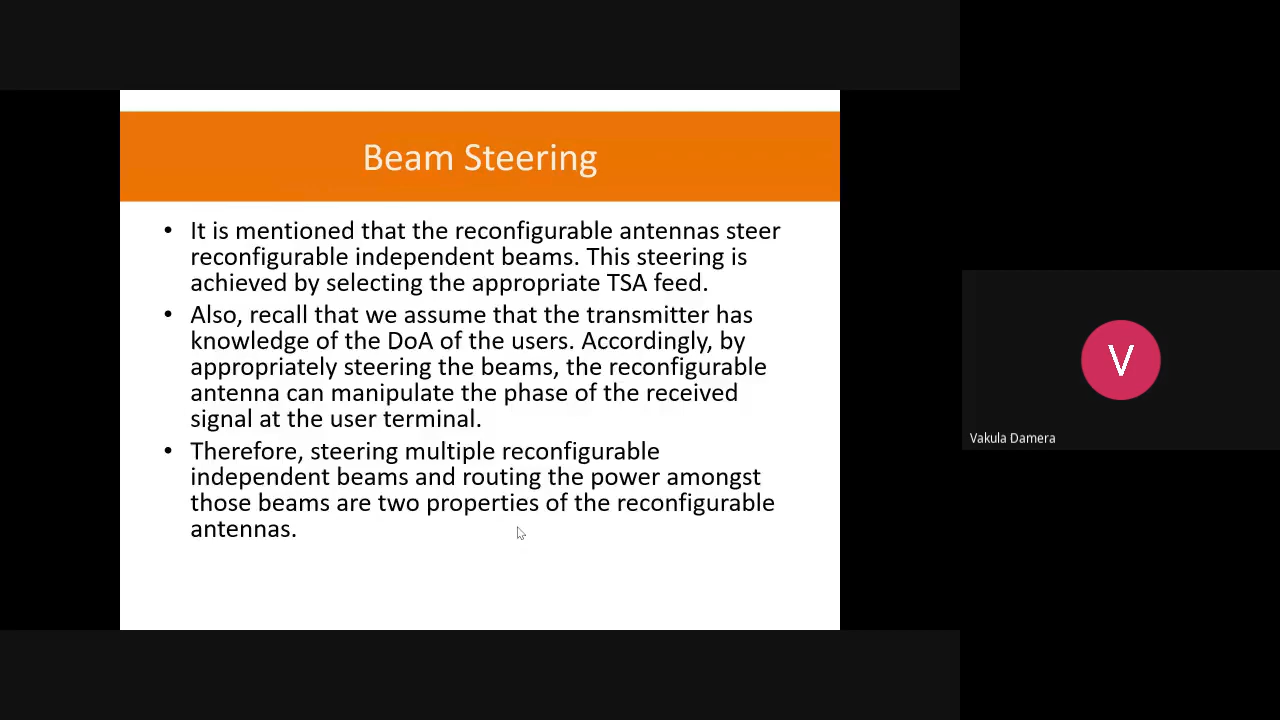 Beam Steering
• It is mentioned that the reconfigurable antennas steer
reconfigurable independent beams. This steering is
achieved by selecting the appropriate TSA feed.
• Also, recall that we assume that the transmitter has
knowledge of the DoA of the users. Accordingly, by
appropriately steering the beams, the reconfigurable
antenna can manipulate the phase of the received
signal at the user terminal.
• Therefore, steering multiple reconfigurable
independent beams and routing the power amongst
those beams are two properties of the reconfigurable
antennas.
V
Vakula Damera